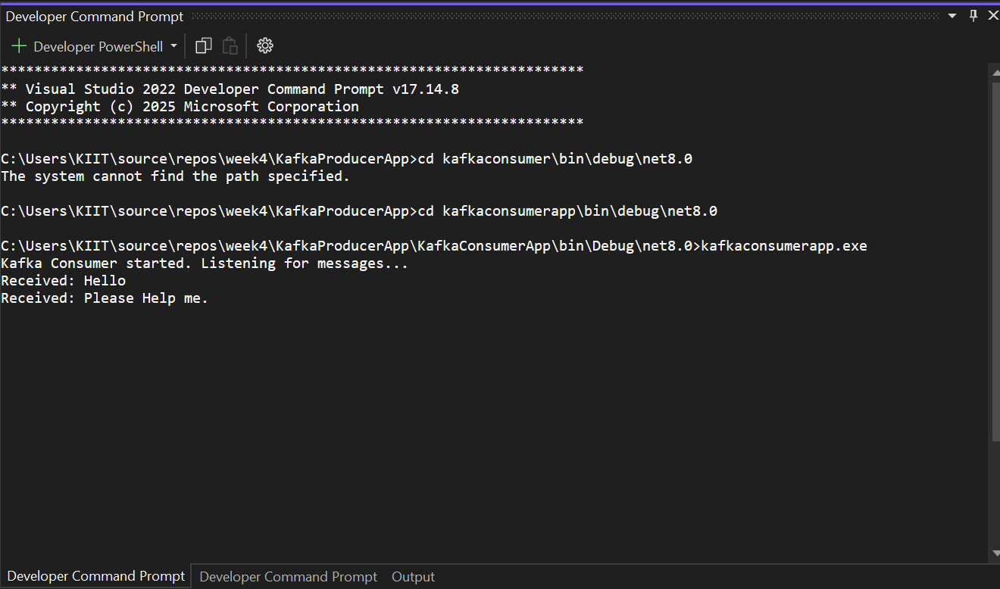 Developer Command Prompt
Developer PowerShell
**********************************************************************
** Visual Studio 2022 Developer Command Prompt v17.14.8
** Copyright (c) 2025 Microsoft Corporation
**********************************************************************
C:\Users\KIIT\source\repos\week4\KafkaProducerApp>cd kafkaconsumer\bin\debug\net8.0
The system cannot find the path specified.
C:\Users\KIIT\source\repos\week4\KafkaProducerApp>cd kafkaconsumerapp\bin\debug\net8.0
C:\Users\KIIT\source\repos\week4\KafkaProducerApp\KafkaConsumerApp\bin\Debug\net8.0>kafkaconsumerapp.exe
Kafka Consumer started. Listening for messages...
Received: Hello
Received: Please Help me.
Developer Command Prompt Developer Command Prompt Output